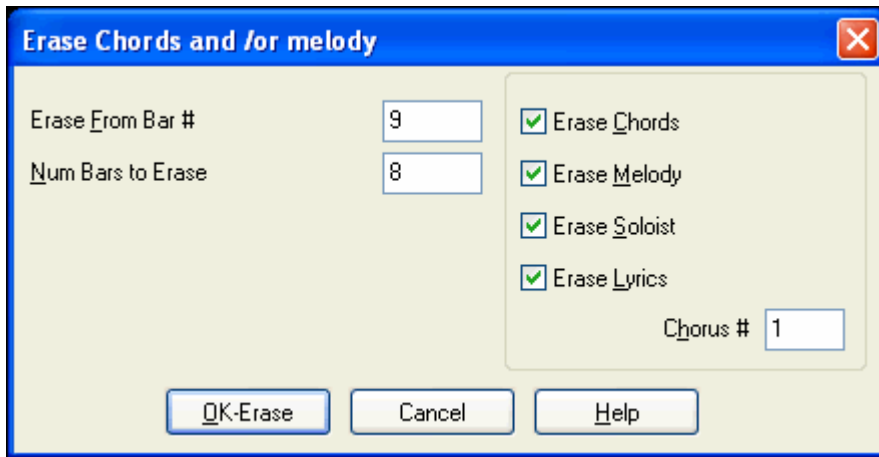 Erase Chords and /or melody
Erase From Bar # 9
Num Bars to Erase 8
Erase Chords
Erase Melody
Erase Soloist
Erase Lyrics
Chorus # 1
OK-Erase Cancel Help